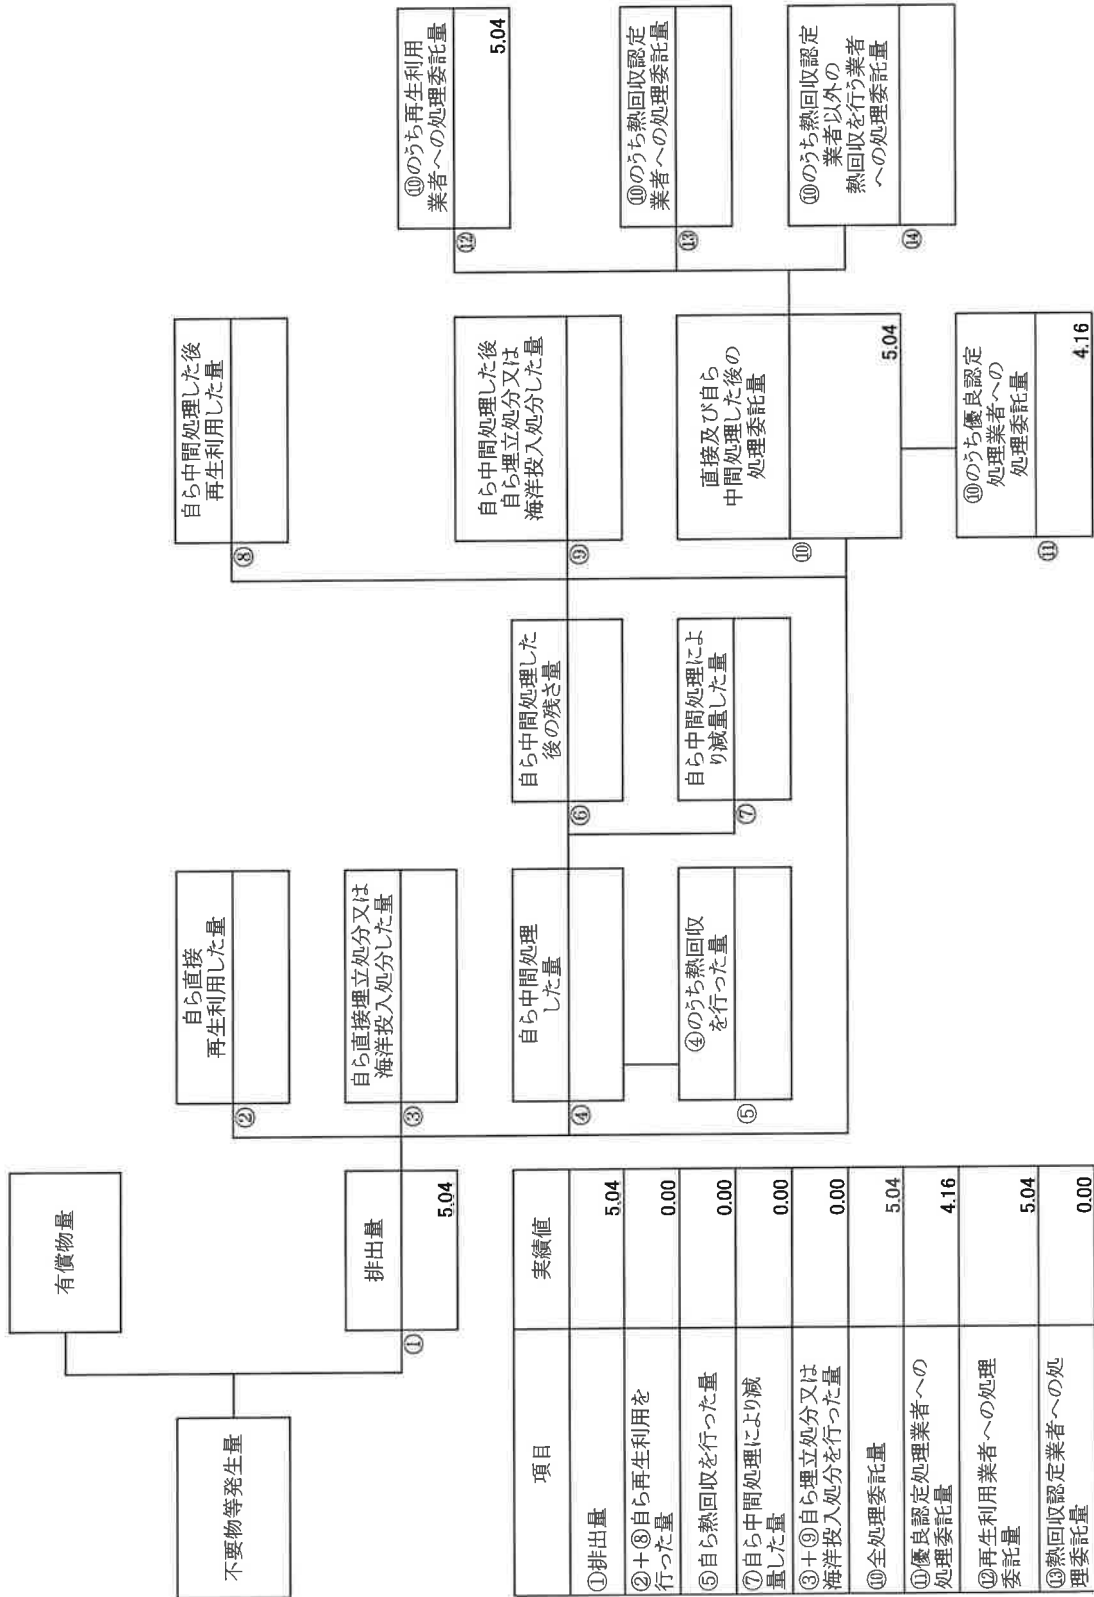 不要物等発生量
有償物量
①
排出量
5.04
②
自ら直接
再生利用した量
③
自ら直接埋立処分又は
海洋投入処分した量
④
自ら中間処理
した量
⑤
④のうち熱回収
を行った量
⑥
自ら中間処理した
後の残さ量
⑦
自ら中間処理によ
り減量した量
⑧
自ら中間処理した後
再生利用した量
⑨
自ら中間処理した後
自ら埋立処分又は
海洋投入処分した量
⑩
直接及び自ら
中間処理した後の
処理委託量
5.04
⑪
⑩のうち優良認定
処理業者への
処理委託量
4.16
⑫
⑩のうち再生利用
業者への処理委託量
5.04
⑬
⑩のうち熱回収認定
業者への処理委託量
⑭
⑩のうち熱回収認定
業者以外の
熱回収を行う業者
への処理委託量
項目
実績値
①排出量
5.04
②+⑧自ら再生利用を
行った量
0.00
⑤自ら熱回収を行った量
0.00
⑦自ら中間処理により減
量した量
0.00
③+⑨自ら埋立処分又は
海洋投入処分を行った量
0.00
⑩全処理委託量
5.04
⑪優良認定処理業者への
処理委託量
4.16
⑫再生利用業者への処理
委託量
5.04
⑬熱回収認定業者への処
理委託量
0.00